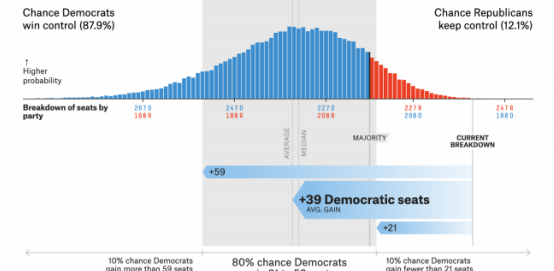 Chance Democrats
win control (87.9%)
Chance Republicans
keep control (12.1%)
↑
Higher
probability
Breakdown of seats by
party
267 D
168 R
247 D
188 R
227 D
208 R
227 R
208 D
247 R
188 D
AVERAGE
MEDIAN
MAJORITY
CURRENT
BREAKDOWN
+59
+39 Democratic seats
AVG. GAIN
+21
10% chance Democrats
gain more than 59 seats
80% chance Democrats
10% chance Democrats
gain fewer than 21 seats